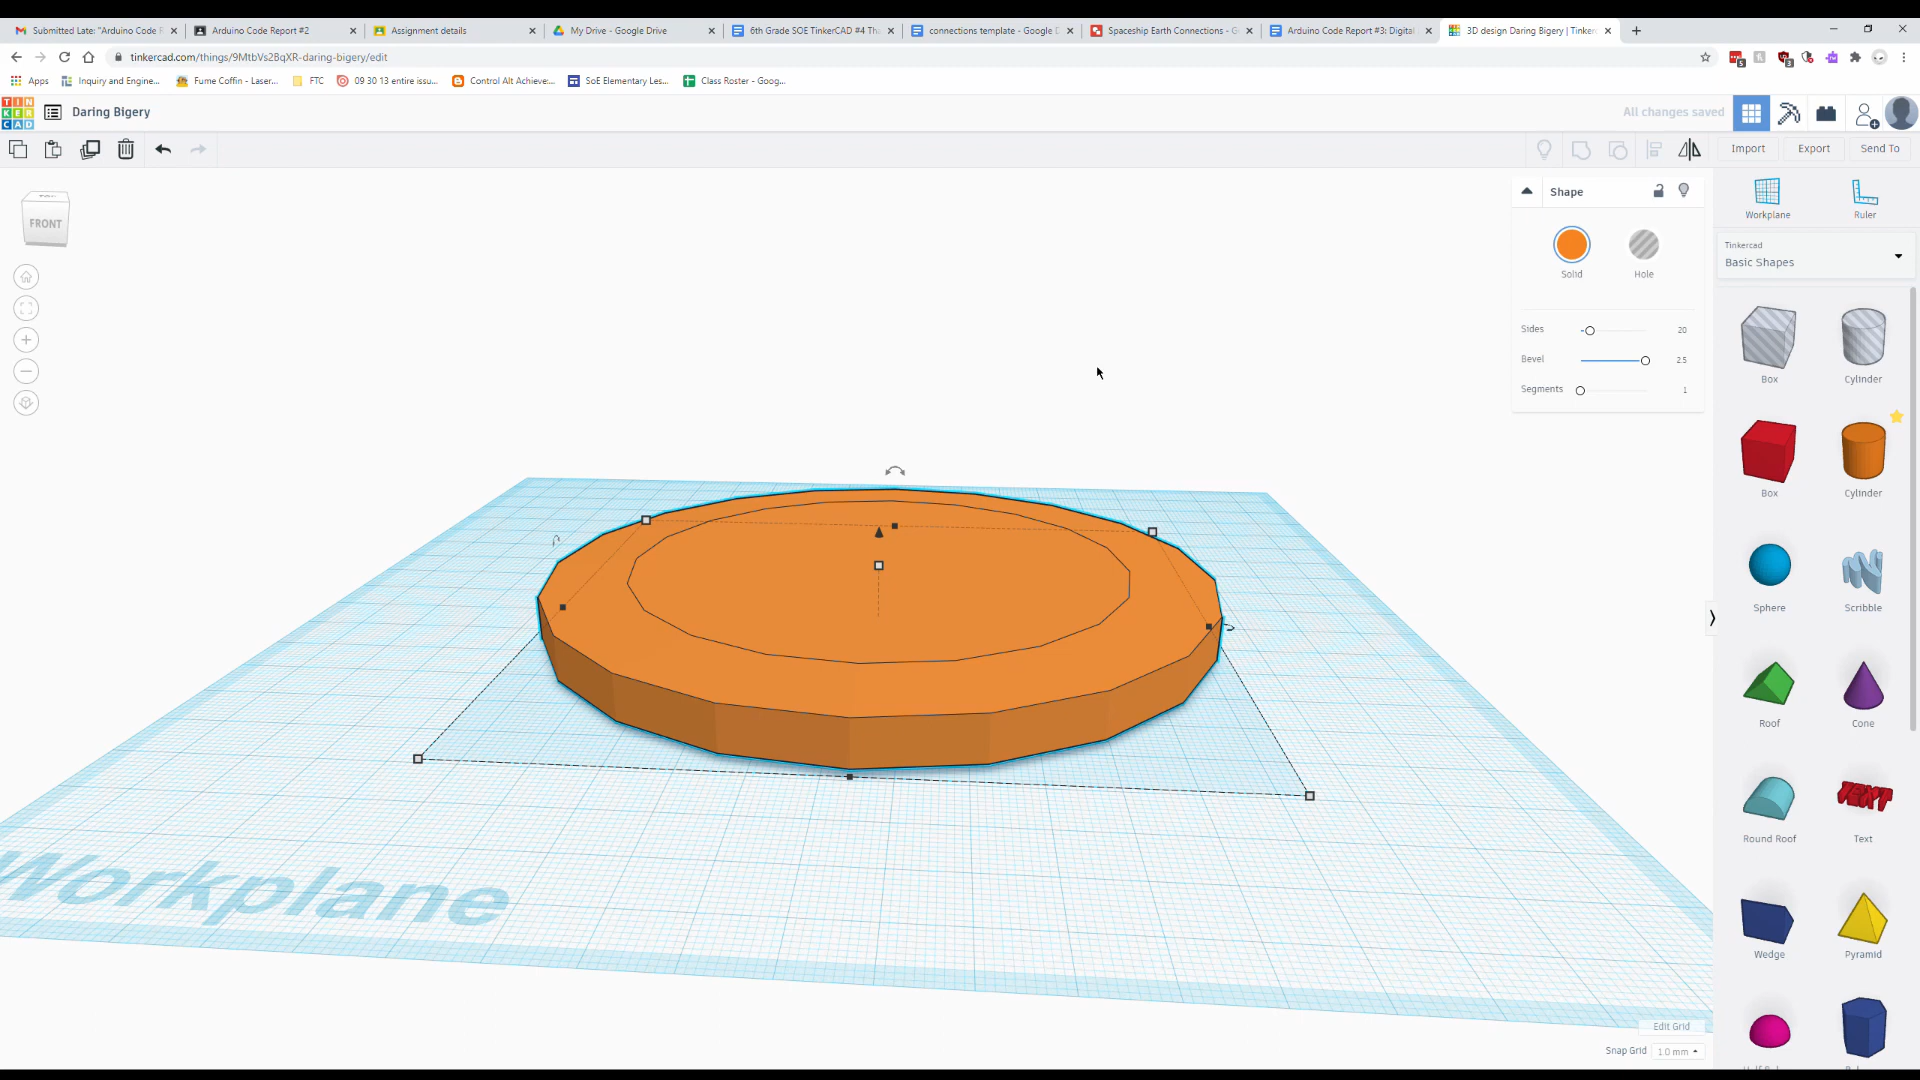 Submitted Late: "Arduino Code R
Arduino Code Report #2
Assignment details
My Drive - Google Drive
6th Grade SOE TinkerCAD #4 Tha
connections template - Google D
Spaceship Earth Connections - G
Arduino Code Report #3: Digital
3D design Daring Bigery | Tinker
tinkercad.com/things/9MtbVs2BqXR-daring-bigery/edit
Apps
Inquiry and Engine...
Fume Coffin - Laser...
FTC
09 30 13 entire issu...
Control Alt Achieve:...
SoE Elementary Les...
Class Roster - Goog...
TINKERCAD
Daring Bigery
All changes saved
Import
Export
Send To
FRONT
Shape
Solid
Hole
Sides 20
Bevel 2.5
Segments 1
Workplane
Ruler
Tinkercad
Basic Shapes
Box
Cylinder
Box
Cylinder
Sphere
Scribble
Roof
Cone
TEXT
Round Roof
Text
Wedge
Pyramid
Workplane
Edit Grid
Snap Grid 1.0 mm